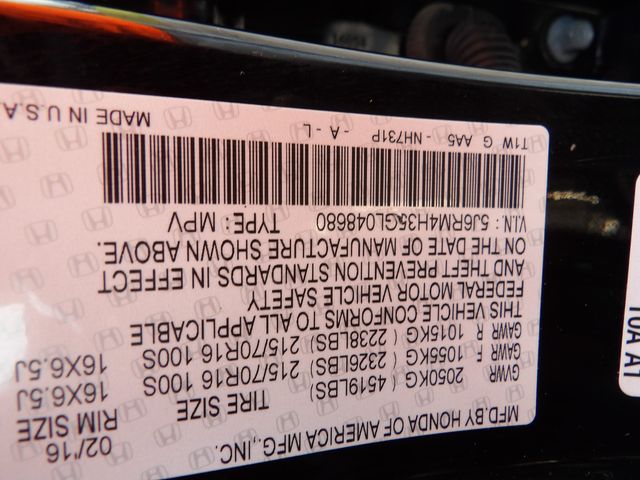 MFD.BY HONDA OF AMERICA MFG.,INC. 02/16
TIRE SIZE RIM SIZE
GVWR 2050KG ( 4519LBS)
GAWR F 1055KG ( 2326LBS) 215/70R16 100S 16X6.5J
GAWR R 1015KG ( 2238LBS) 215/70R16 100S 16X6.5J
THIS VEHICLE CONFORMS TO ALL APPLICABLE
FEDERAL MOTOR VEHICLE SAFETY
AND THEFT PREVENTION STANDARDS IN EFFECT
ON THE DATE OF MANUFACTURE SHOWN ABOVE.
V.I.N.: 5J6RM4H35GL048680 TYPE: MPV
T1W G AA5 - NH731P - A - L MADE IN U.S.A.